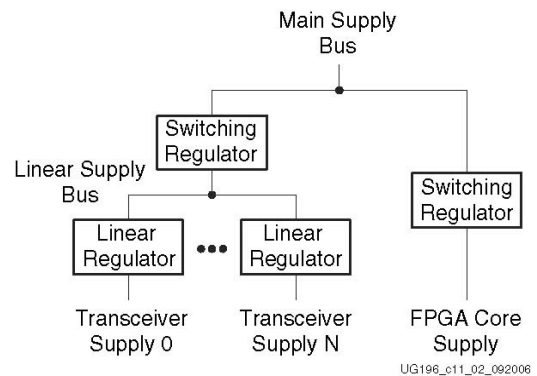 Main Supply
Bus
Switching
Regulator
Linear Supply
Bus
Switching
Regulator
Linear
Regulator
Linear
Regulator
Transceiver
Supply 0
Transceiver
Supply N
FPGA Core
Supply
UG196_c11_02_092006